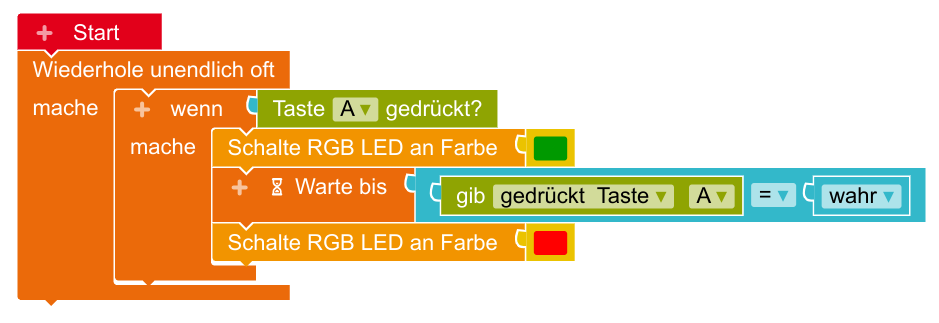 + Start
Wiederhole unendlich oft
mache + wenn Taste A ▾ gedrückt?
mache Schalte RGB LED an Farbe
+ ⌛ Warte bis gib gedrückt Taste ▾ A ▾ = ▾ wahr ▾
Schalte RGB LED an Farbe